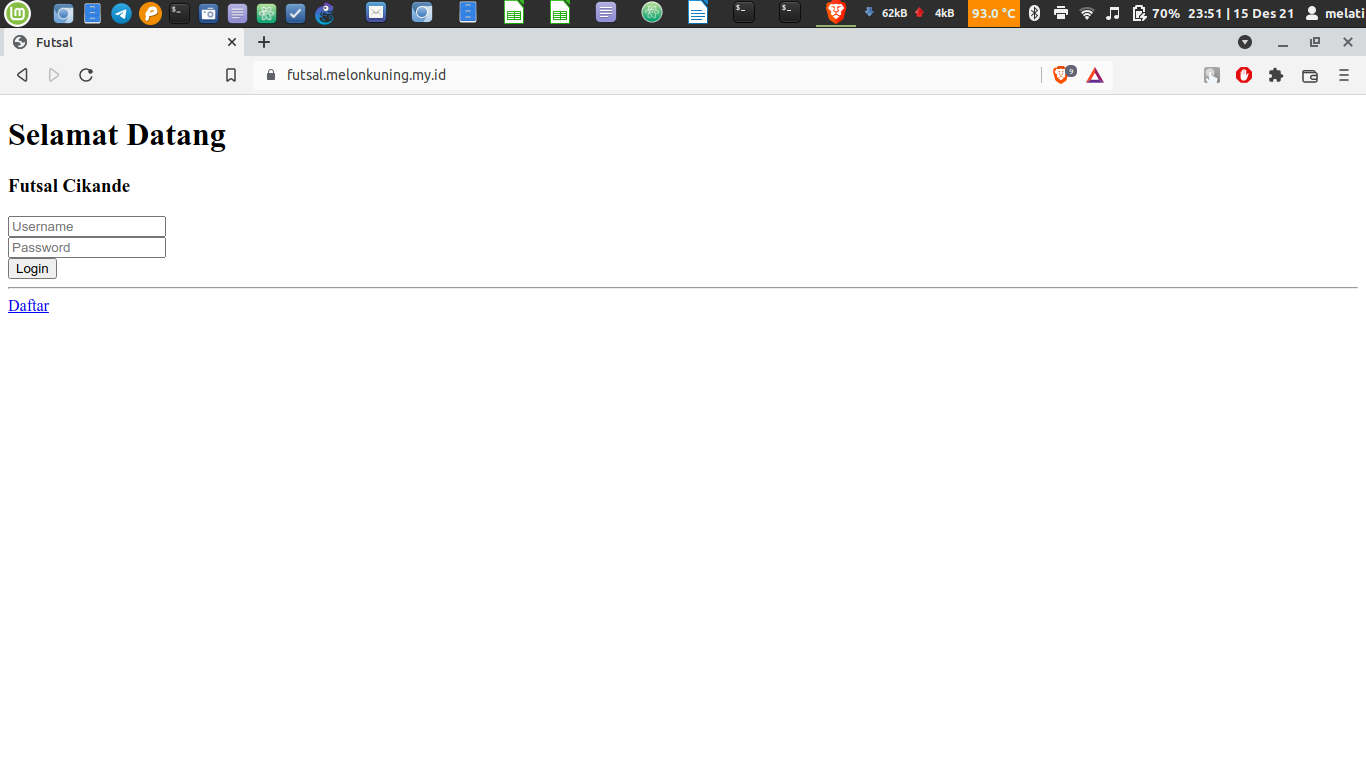 62kB 4kB 93.0 °C 70% 23:51 | 15 Des 21 melati
Futsal
futsal.melonkuning.my.id 9
Selamat Datang
Futsal Cikande
Username
Password
Login
Daftar